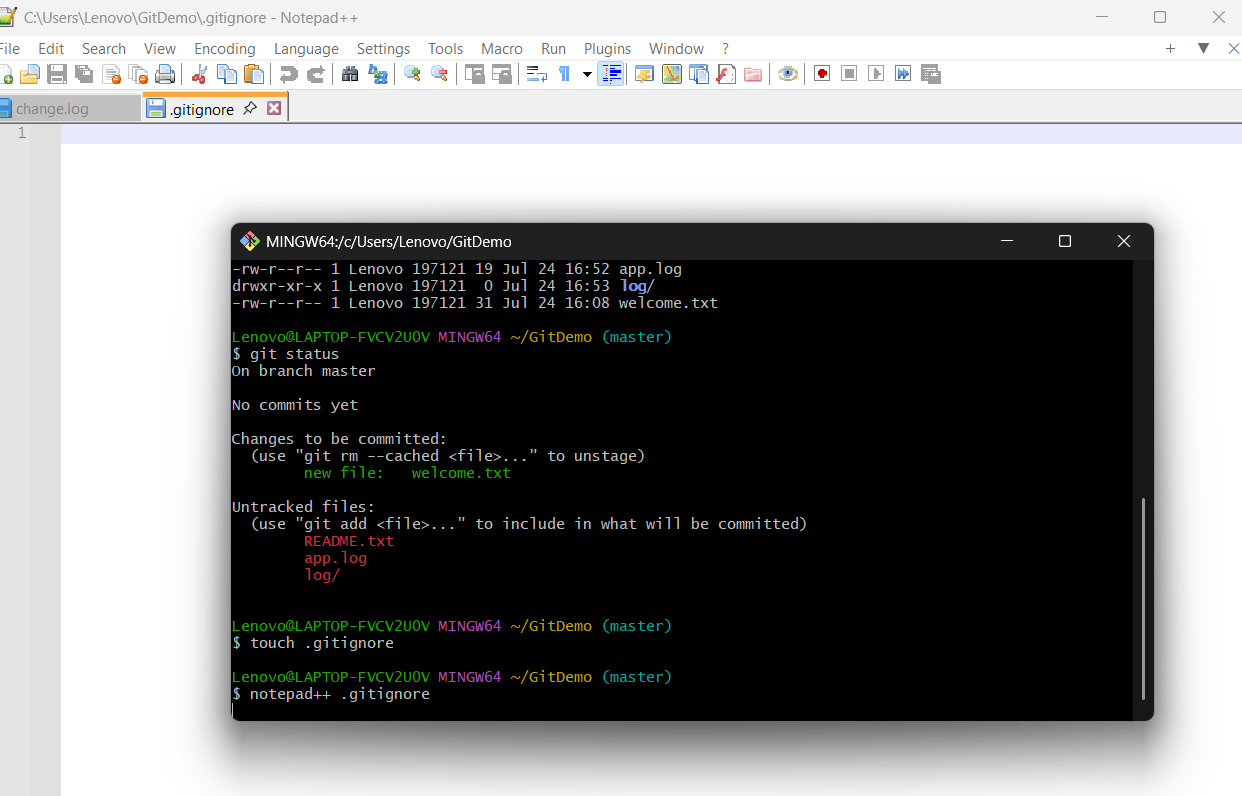 C:\Users\Lenovo\GitDemo\.gitignore - Notepad++
File Edit Search View Encoding Language Settings Tools Macro Run Plugins Window ?
change.log .gitignore
1
MINGW64:/c/Users/Lenovo/GitDemo
-rw-r--r-- 1 Lenovo 197121 19 Jul 24 16:52 app.log
drwxr-xr-x 1 Lenovo 197121  0 Jul 24 16:53 log/
-rw-r--r-- 1 Lenovo 197121 31 Jul 24 16:08 welcome.txt
Lenovo@LAPTOP-FVCV2U0V MINGW64 ~/GitDemo (master)
$ git status
On branch master
No commits yet
Changes to be committed:
  (use "git rm --cached <file>..." to unstage)
        new file:   welcome.txt
Untracked files:
  (use "git add <file>..." to include in what will be committed)
        README.txt
        app.log
        log/
Lenovo@LAPTOP-FVCV2U0V MINGW64 ~/GitDemo (master)
$ touch .gitignore
Lenovo@LAPTOP-FVCV2U0V MINGW64 ~/GitDemo (master)
$ notepad++ .gitignore